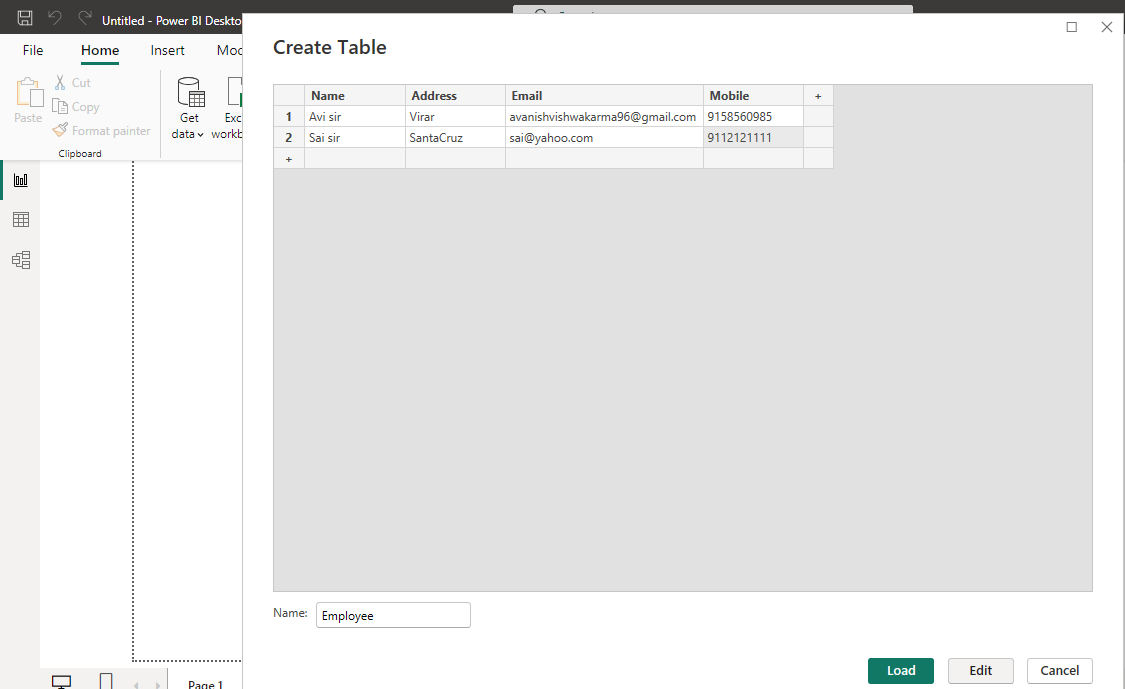 Untitled - Power BI Deskto
File Home Insert Mod
Create Table
Paste
Cut
Copy
Format painter
Clipboard
Get
data
Exc
workb
Name Address Email Mobile +
1 Avi sir Virar avanishvishwakarma96@gmail.com 9158560985
2 Sai sir SantaCruz sai@yahoo.com 9112121111
+
Name: Employee
Load Edit Cancel
Page 1